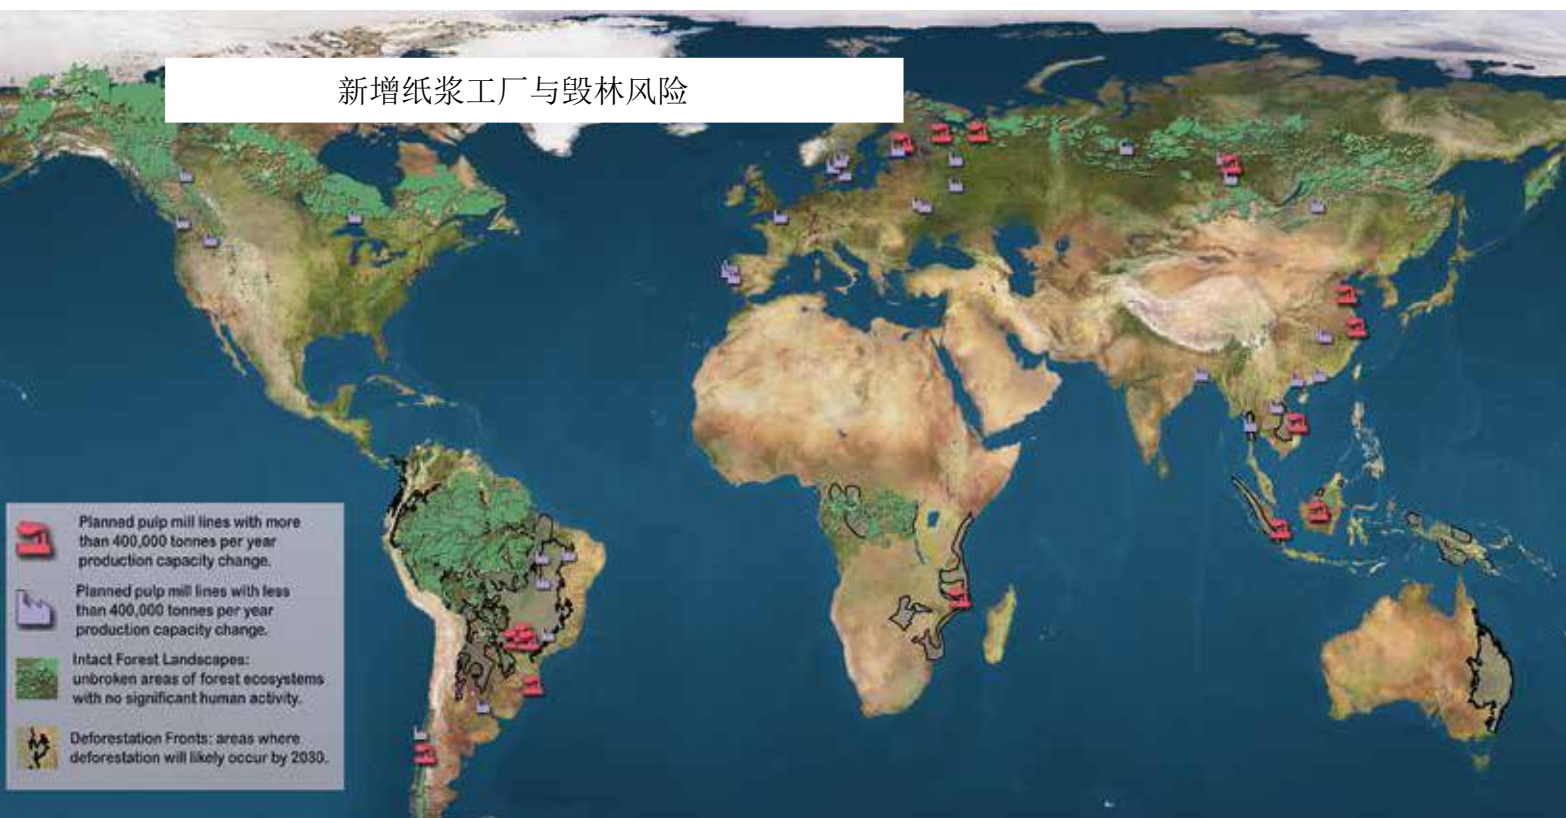 新增纸浆工厂与毁林风险
Planned pulp mill lines with more
than 400,000 tonnes per year
production capacity change.
Planned pulp mill lines with less
than 400,000 tonnes per year
production capacity change.
Intact Forest Landscapes:
unbroken areas of forest ecosystems
with no significant human activity.
Deforestation Fronts: areas where
deforestation will likely occur by 2030.